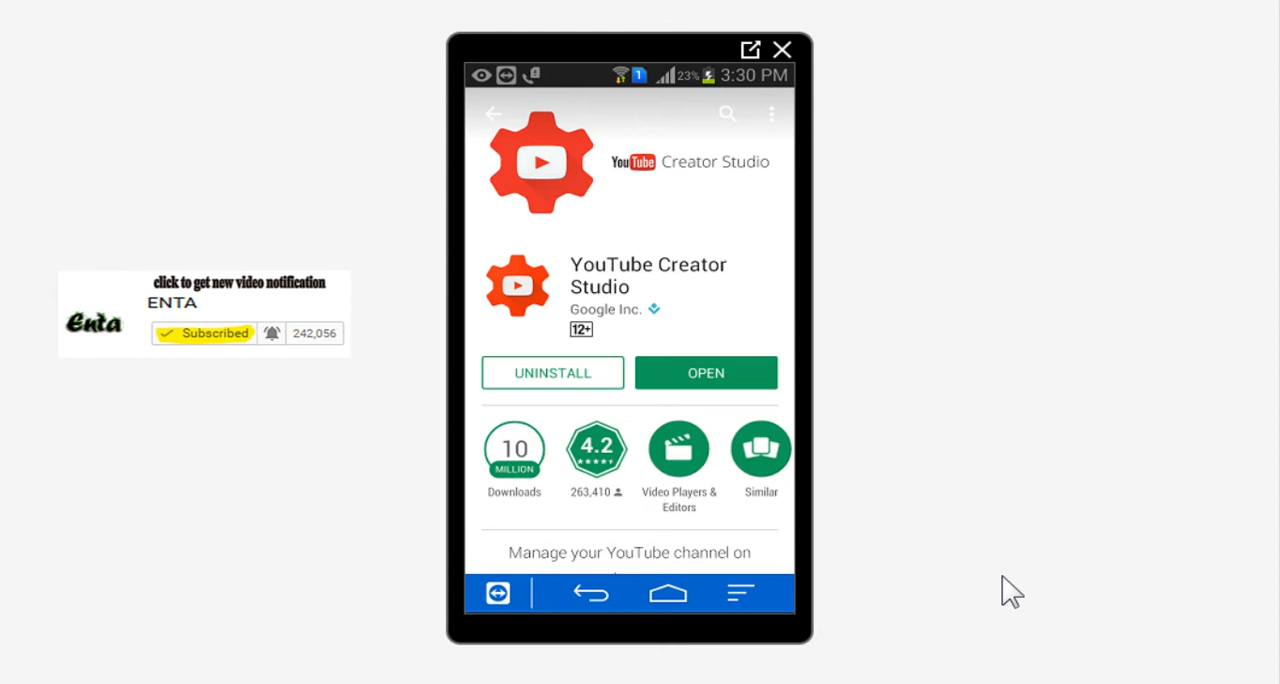 1 23% 3:30 PM
YouTube Creator Studio
YouTube Creator
Studio
Google Inc.
12+
UNINSTALL
OPEN
10
MILLION
Downloads
4.2
263,410
Video Players &
Editors
Similar
Manage your YouTube channel on
click to get new video notification
Enta
ENTA
Subscribed
242,056